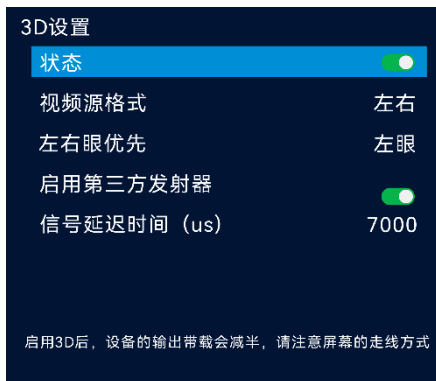 3D设置
状态
视频源格式 左右
左右眼优先 左眼
启用第三方发射器
信号延迟时间（us） 7000
启用3D后，设备的输出带载会减半，请注意屏幕的走线方式